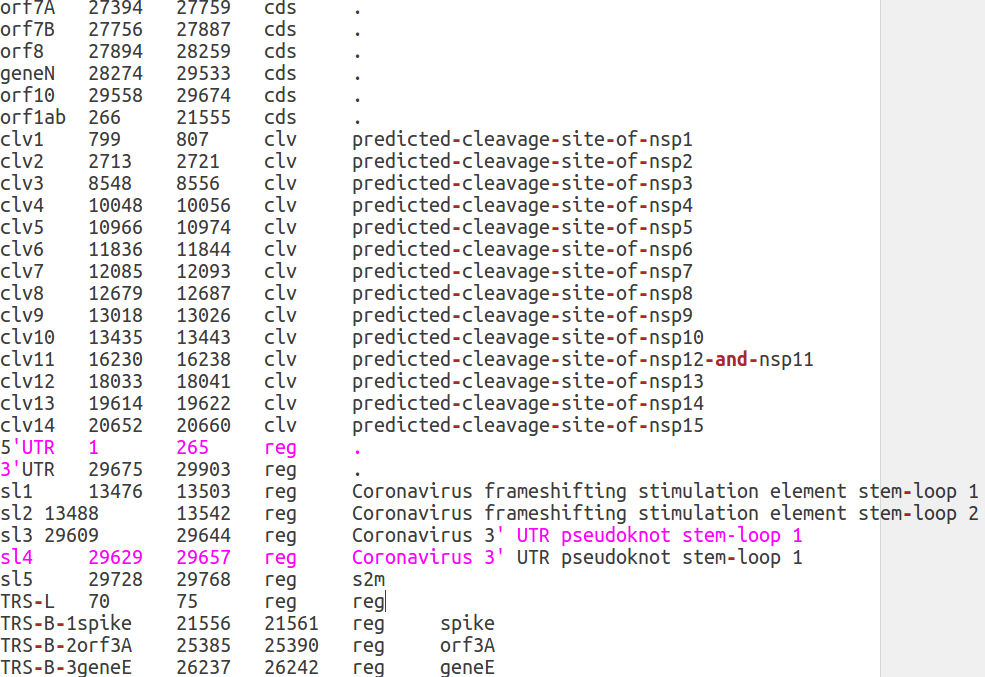 orf7A 27394 27759 cds .
orf7B 27756 27887 cds .
orf8 27894 28259 cds .
geneN 28274 29533 cds .
orf10 29558 29674 cds .
orf1ab 266 21555 cds .
clv1 799 807 clv predicted-cleavage-site-of-nsp1
clv2 2713 2721 clv predicted-cleavage-site-of-nsp2
clv3 8548 8556 clv predicted-cleavage-site-of-nsp3
clv4 10048 10056 clv predicted-cleavage-site-of-nsp4
clv5 10966 10974 clv predicted-cleavage-site-of-nsp5
clv6 11836 11844 clv predicted-cleavage-site-of-nsp6
clv7 12085 12093 clv predicted-cleavage-site-of-nsp7
clv8 12679 12687 clv predicted-cleavage-site-of-nsp8
clv9 13018 13026 clv predicted-cleavage-site-of-nsp9
clv10 13435 13443 clv predicted-cleavage-site-of-nsp10
clv11 16230 16238 clv predicted-cleavage-site-of-nsp12-and-nsp11
clv12 18033 18041 clv predicted-cleavage-site-of-nsp13
clv13 19614 19622 clv predicted-cleavage-site-of-nsp14
clv14 20652 20660 clv predicted-cleavage-site-of-nsp15
5'UTR 1 265 reg .
3'UTR 29675 29903 reg .
sl1 13476 13503 reg Coronavirus frameshifting stimulation element stem-loop 1
sl2 13488 13542 reg Coronavirus frameshifting stimulation element stem-loop 2
sl3 29609 29644 reg Coronavirus 3' UTR pseudoknot stem-loop 1
sl4 29629 29657 reg Coronavirus 3' UTR pseudoknot stem-loop 1
sl5 29728 29768 reg s2m
TRS-L 70 75 reg reg
TRS-B-1spike 21556 21561 reg spike
TRS-B-2orf3A 25385 25390 reg orf3A
TRS-B-3geneE 26237 26242 reg geneE